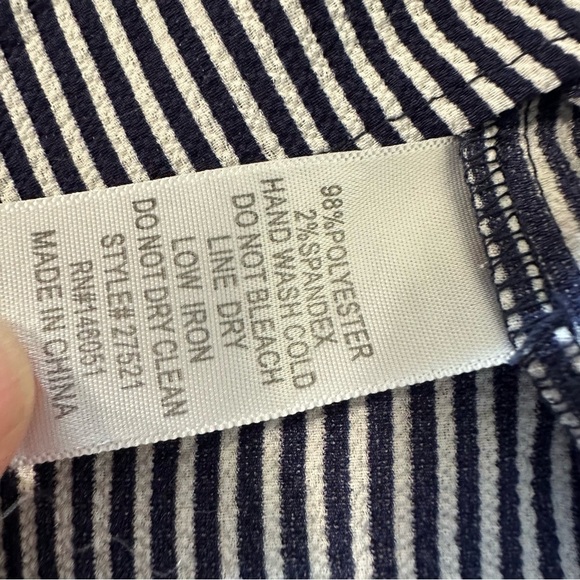 98%POLYESTER
2%SPANDEX
HAND WASH COLD
DO NOT BLEACH
LINE DRY
LOW IRON
DO NOT DRY CLEAN
STYLE# 27521
RN#146051
MADE IN CHINA